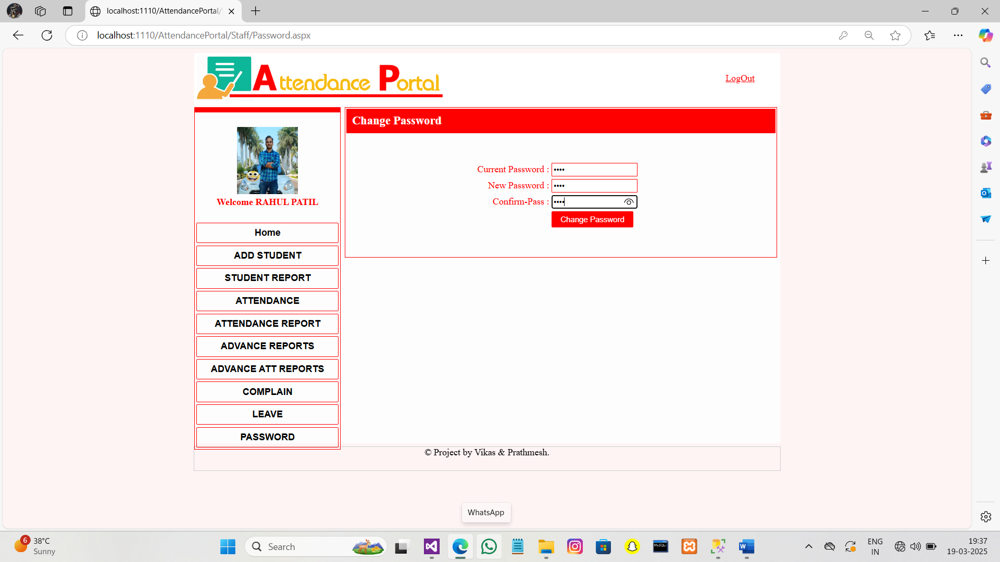 localhost:1110/AttendancePortal/
localhost:1110/AttendancePortal/Staff/Password.aspx
Attendance Portal
LogOut
Welcome RAHUL PATIL
Home
ADD STUDENT
STUDENT REPORT
ATTENDANCE
ATTENDANCE REPORT
ADVANCE REPORTS
ADVANCE ATT REPORTS
COMPLAIN
LEAVE
PASSWORD
Change Password
Current Password :
New Password :
Confirm-Pass :
Change Password
© Project by Vikas & Prathmesh.
WhatsApp
6
38°C
Sunny
Search
MySQL
ENG
IN
19:37
19-03-2025